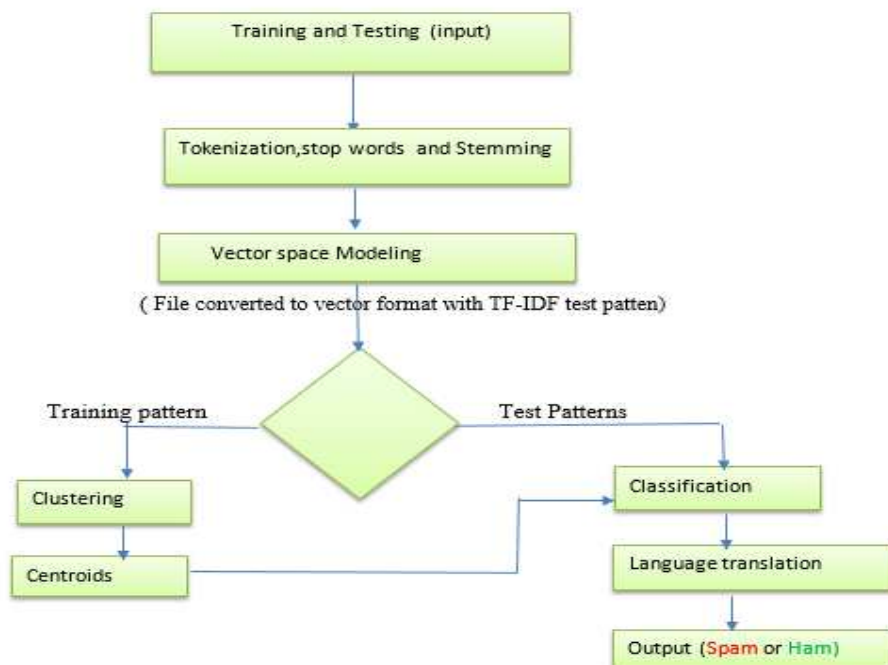 Training and Testing (input)
Tokenization,stop words and Stemming
Vector space Modeling
( File converted to vector format with TF-IDF test patten)
Training pattern
Test Patterns
Clustering
Classification
Centroids
Language translation
Output (Spam or Ham)